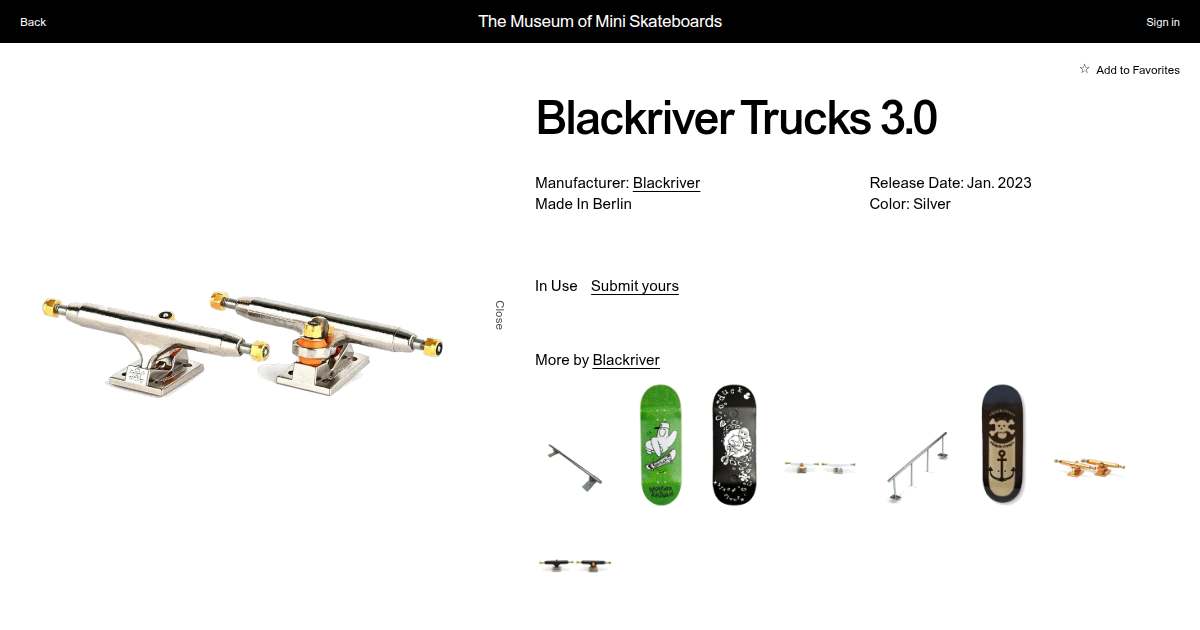 Back
The Museum of Mini Skateboards
Sign in
☆ Add to Favorites
Blackriver Trucks 3.0
Manufacturer: Blackriver
Made In Berlin
Release Date: Jan. 2023
Color: Silver
In Use Submit yours
Close
More by Blackriver